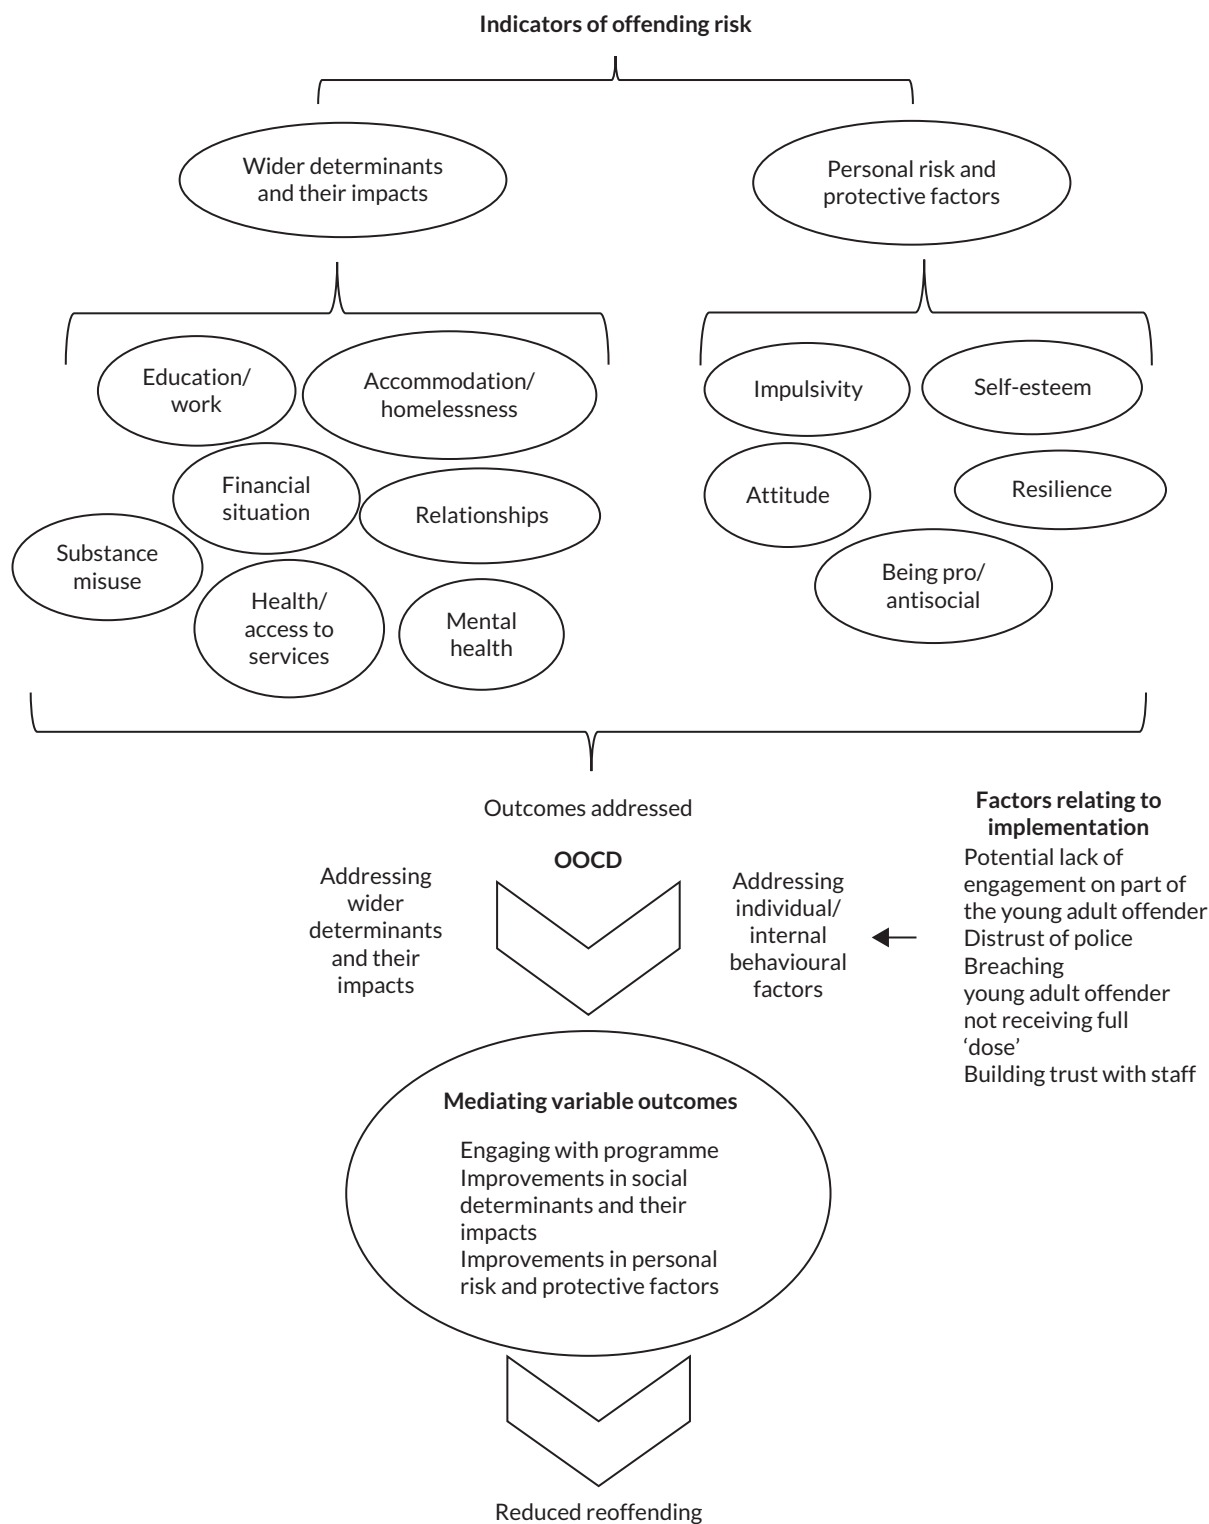 Indicators of offending risk
Wider determinants
and their impacts
Personal risk and
protective factors
Education/
work
Accommodation/
homelessness
Financial
situation
Relationships
Substance
misuse
Health/
access to
services
Mental
health
Impulsivity
Self-esteem
Attitude
Resilience
Being pro/
antisocial
Outcomes addressed
OOCD
Addressing
wider
determinants
and their
impacts
Addressing
individual/
internal
behavioural
factors
Factors relating to
implementation
Potential lack of
engagement on part of
the young adult offender
Distrust of police
Breaching
young adult offender
not receiving full
‘dose’
Building trust with staff
Mediating variable outcomes
Engaging with programme
Improvements in social
determinants and their
impacts
Improvements in personal
risk and protective factors
Reduced reoffending